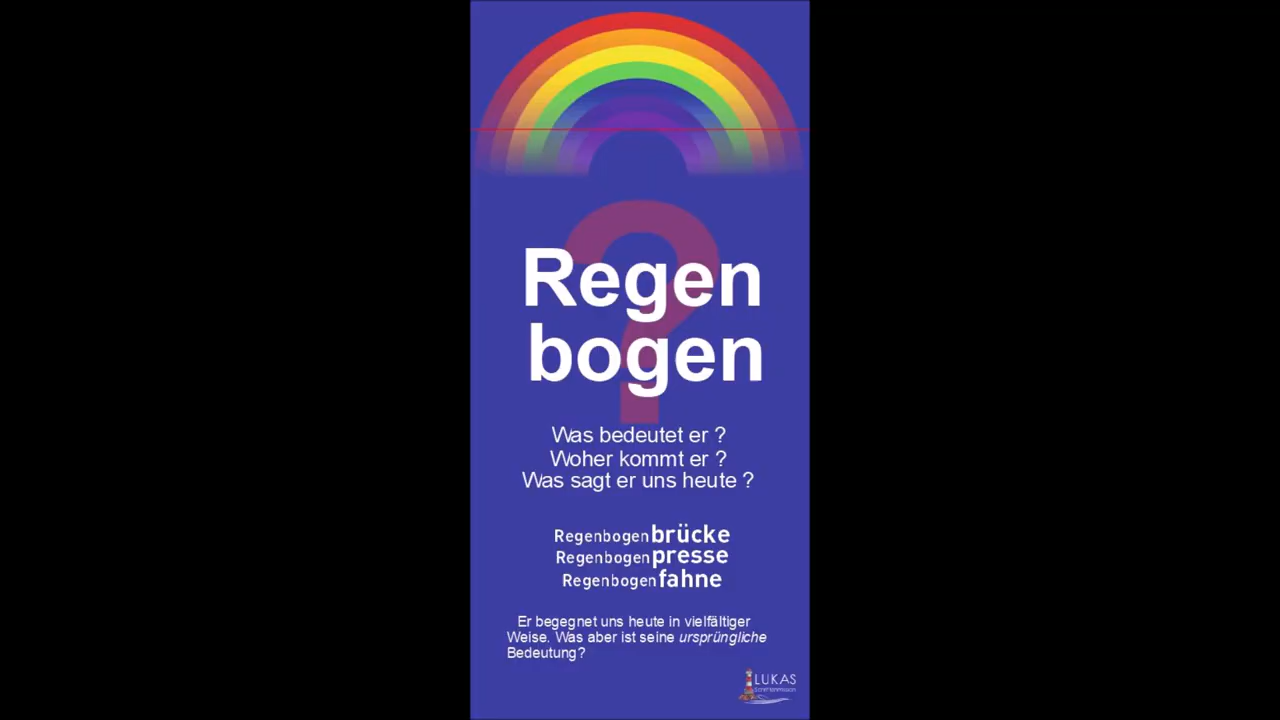 ?
Regen
bogen
Was bedeutet er ?
Woher kommt er ?
Was sagt er uns heute ?
Regenbogenbrücke
Regenbogenpresse
Regenbogenfahne
Er begegnet uns heute in vielfältiger
Weise. Was aber ist seine ursprüngliche
Bedeutung?
LUKAS
Schriftenmission